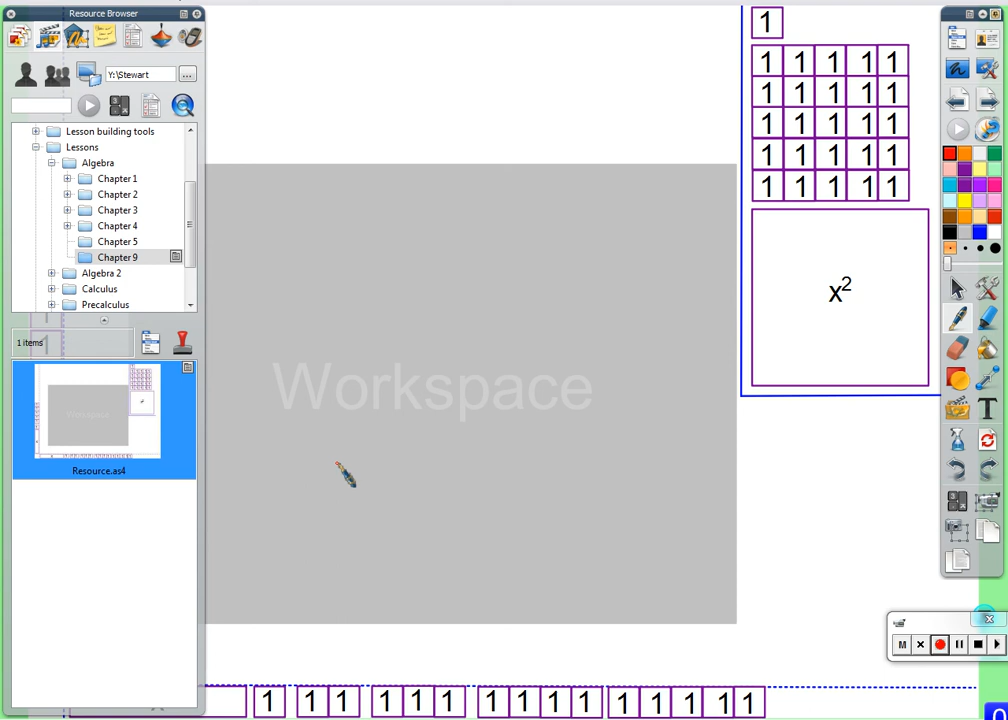 Resource Browser
Y:\Stewart
...
Lesson building tools
Lessons
Algebra
Chapter 1
Chapter 2
Chapter 3
Chapter 4
Chapter 5
Chapter 9
Algebra 2
Calculus
Precalculus
1 items
Resource.as4
Workspace
1
1 1 1 1 1
1 1 1 1 1
1 1 1 1 1
1 1 1 1 1
1 1 1 1 1
x²
T
M
1 1 1 1 1 1 1 1 1 1 1 1 1 1 1